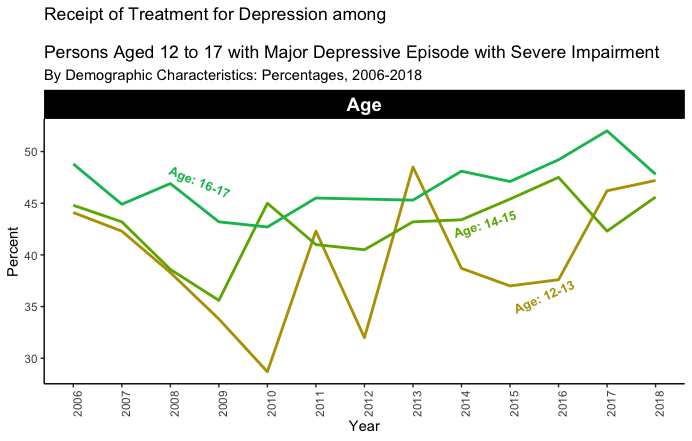 Receipt of Treatment for Depression among
Persons Aged 12 to 17 with Major Depressive Episode with Severe Impairment
By Demographic Characteristics: Percentages, 2006-2018
Age
50
45
40
35
30
Percent
Age: 16-17
Age: 14-15
Age: 12-13
2006
2007
2008
2009
2010
2011
2012
2013
2014
2015
2016
2017
2018
Year